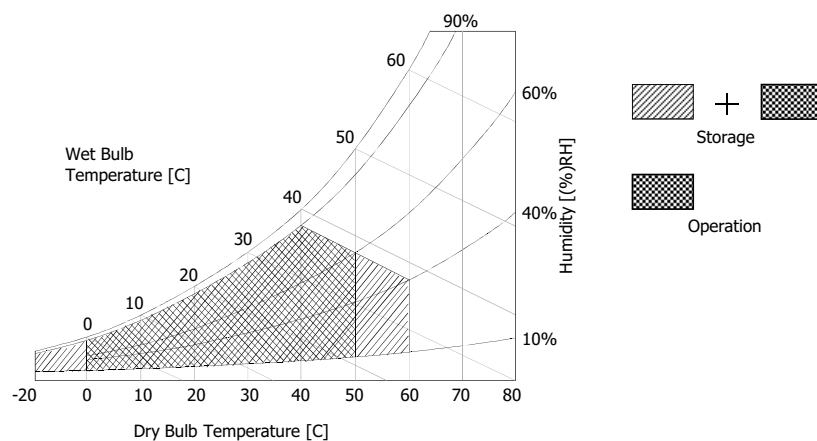 90%
60
60%
50
Wet Bulb
Temperature [C]
Storage
40
40%
30
Humidity [(%)RH]
Operation
20
10
0
10%
-20 0 10 20 30 40 50 60 70 80
Dry Bulb Temperature [C]